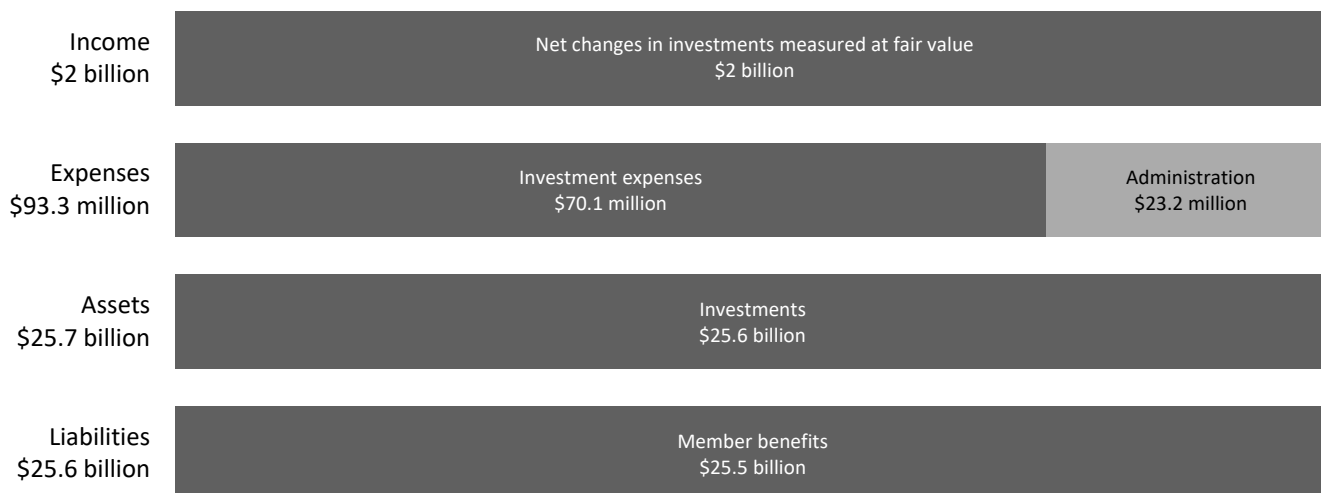 Income
$2 billion
Net changes in investments measured at fair value
$2 billion
Expenses
$93.3 million
Investment expenses
$70.1 million
Administration
$23.2 million
Assets
$25.7 billion
Investments
$25.6 billion
Liabilities
$25.6 billion
Member benefits
$25.5 billion